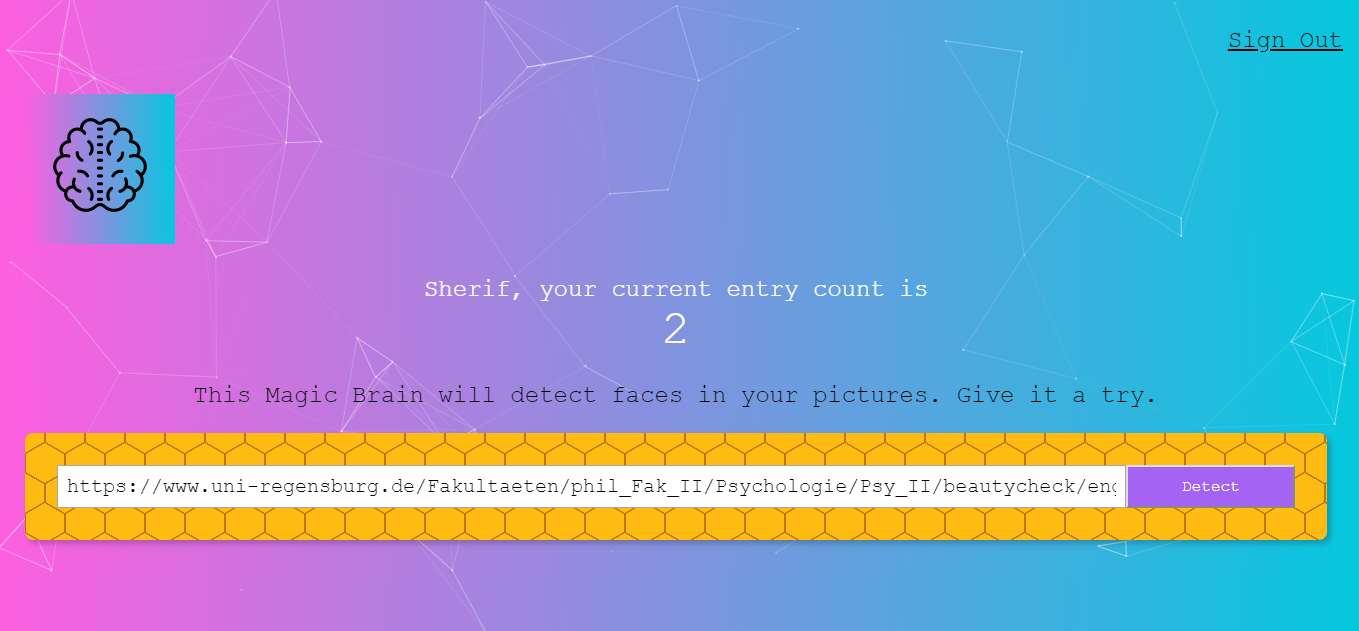 Sign Out
Sherif, your current entry count is
2
This Magic Brain will detect faces in your pictures. Give it a try.
https://www.uni-regensburg.de/Fakultaeten/phil_Fak_II/Psychologie/Psy_II/beautycheck/eng
Detect